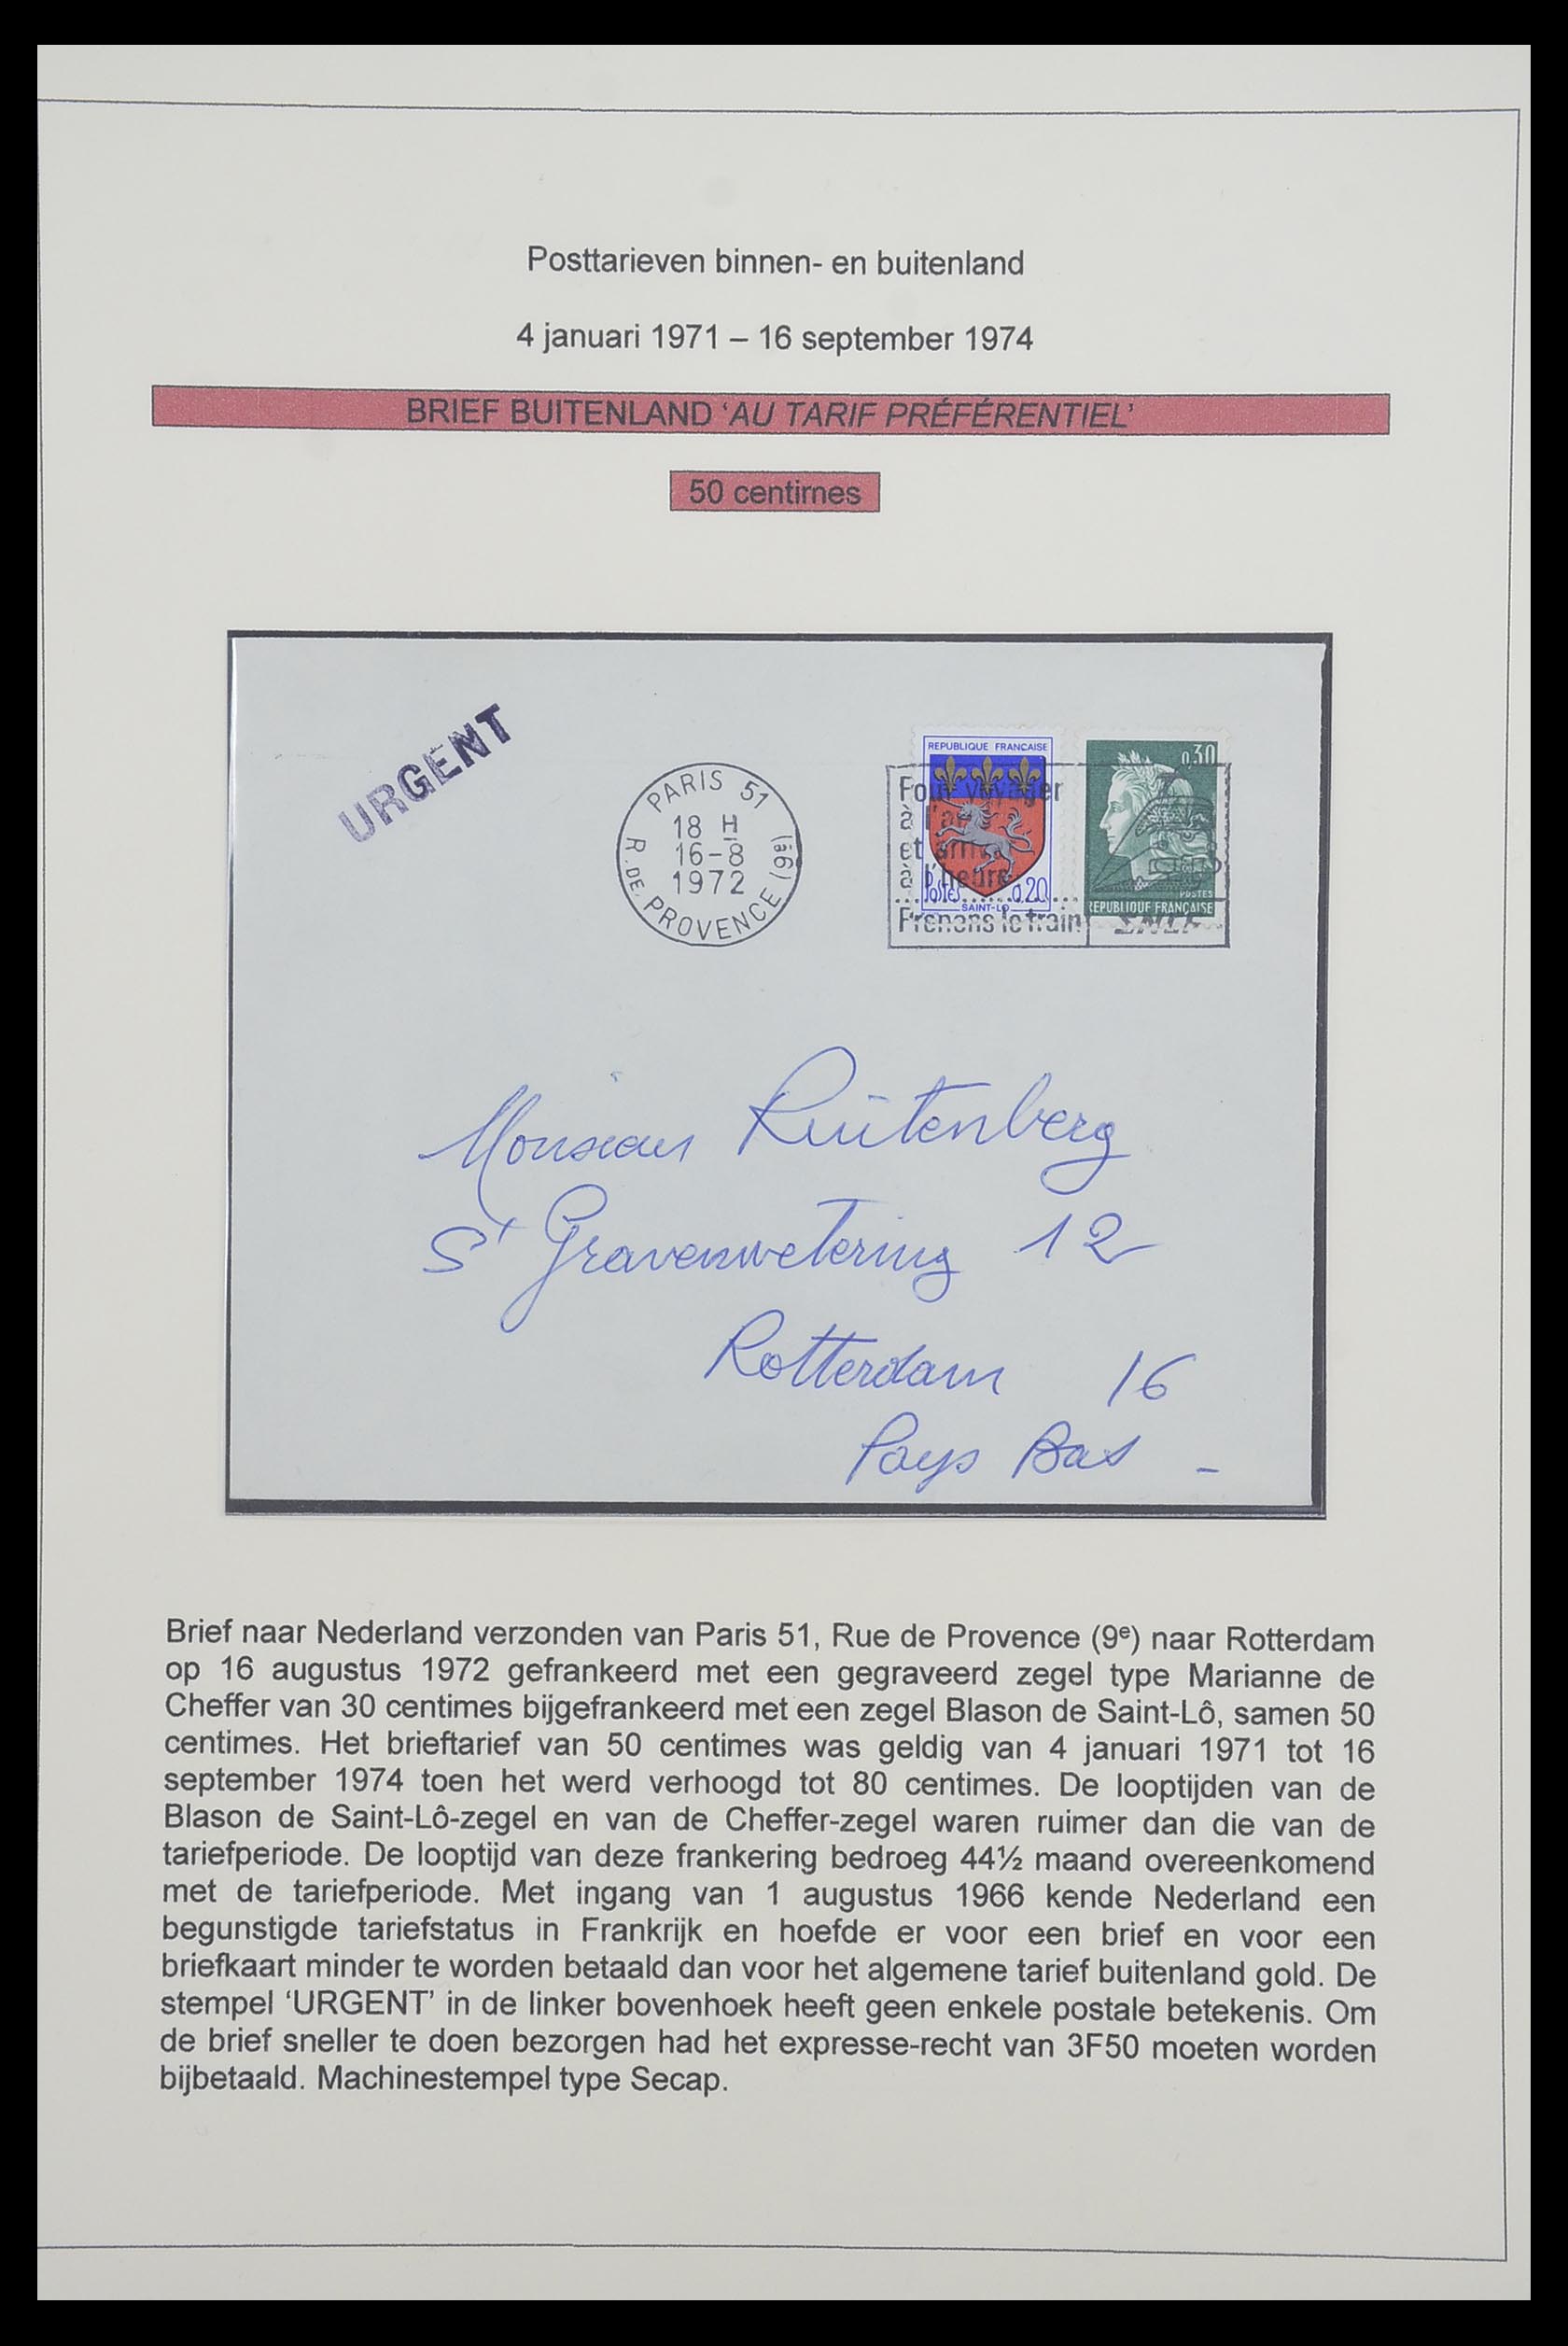 Posttarieven binnen- en buitenland
4 januari 1971 – 16 september 1974
BRIEF BUITENLAND ‘AU TARIF PRÉFÉRENTIEL’
50 centimes
URGENT
PARIS 51
18 H
16-8
1972
R. DE PROVENCE (9e)
REPUBLIQUE FRANCAISE
POSTES 0,20
SAINT-LO
0,30
POSTES
REPUBLIQUE FRANÇAISE
Pour voyager
à l'aise
et arriver
à l'heure
Prenons le train SNCF
Monsieur Ruitenberg
S' Gravenwetering 12
Rotterdam 16
Pays Bas -
Brief naar Nederland verzonden van Paris 51, Rue de Provence (9e) naar Rotterdam
op 16 augustus 1972 gefrankeerd met een gegraveerd zegel type Marianne de
Cheffer van 30 centimes bijgefrankeerd met een zegel Blason de Saint-Lô, samen 50
centimes. Het brieftarief van 50 centimes was geldig van 4 januari 1971 tot 16
september 1974 toen het werd verhoogd tot 80 centimes. De looptijden van de
Blason de Saint-Lô-zegel en van de Cheffer-zegel waren ruimer dan die van de
tariefperiode. De looptijd van deze frankering bedroeg 44½ maand overeenkomend
met de tariefperiode. Met ingang van 1 augustus 1966 kende Nederland een
begunstigde tariefstatus in Frankrijk en hoefde er voor een brief en voor een
briefkaart minder te worden betaald dan voor het algemene tarief buitenland gold. De
stempel ‘URGENT’ in de linker bovenhoek heeft geen enkele postale betekenis. Om
de brief sneller te doen bezorgen had het expresse-recht van 3F50 moeten worden
bijbetaald. Machinestempel type Secap.